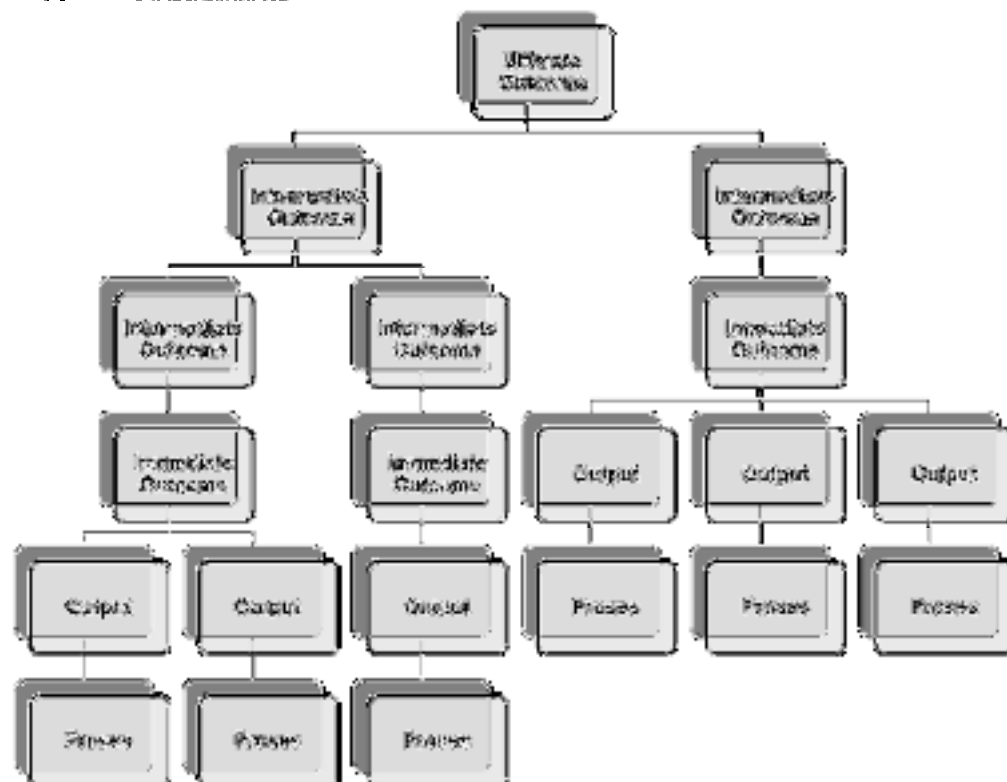 Ultimate
Outcome
Intermediate
Outcome
Intermediate
Outcome
Intermediate
Outcome
Intermediate
Outcome
Immediate
Outcome
Immediate
Outcome
Immediate
Outcome
Output
Output
Output
Output
Output
Output
Process
Process
Process
Process
Process
Process